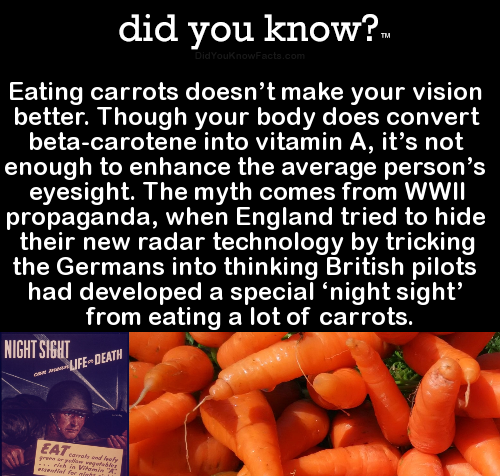 did you know?™
DidYouKnowFacts.com
Eating carrots doesn’t make your vision
better. Though your body does convert
beta-carotene into vitamin A, it’s not
enough to enhance the average person’s
eyesight. The myth comes from WWII
propaganda, when England tried to hide
their new radar technology by tricking
the Germans into thinking British pilots
had developed a special ‘night sight’
from eating a lot of carrots.
NIGHT SIGHT
can mean LIFE or DEATH
EAT carrots and leafy
green or yellow vegetables
... rich in Vitamin "A"
essential for night sight